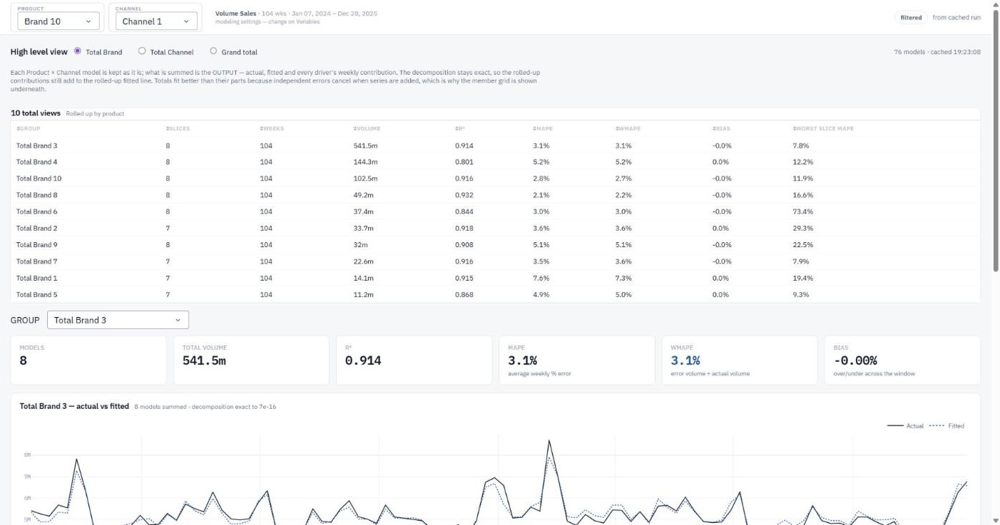 PRODUCT
Brand 10
CHANNEL
Channel 1
Volume Sales · 104 wks · Jan 07, 2024 – Dec 28, 2025
modeling settings — change on Variables
filtered from cached run
High level view Total Brand Total Channel Grand total
76 models · cached 19:23:08
Each Product × Channel model is kept as it is; what is summed is the OUTPUT — actual, fitted and every driver's weekly contribution. The decomposition stays exact, so the rolled-up
contributions still add to the rolled-up fitted line. Totals fit better than their parts because independent errors cancel when series are added, which is why the member grid is shown
underneath.
10 total views Rolled up by product
GROUP SLICES WEEKS VOLUME R² MAPE WMAPE BIAS WORST SLICE MAPE
Total Brand 3 8 104 541.5m 0.914 3.1% 3.1% -0.0% 7.8%
Total Brand 4 8 104 144.3m 0.801 5.2% 5.2% 0.0% 12.2%
Total Brand 10 8 104 102.5m 0.916 2.8% 2.7% -0.0% 11.9%
Total Brand 8 8 104 49.2m 0.932 2.1% 2.2% -0.0% 16.6%
Total Brand 6 8 104 37.4m 0.844 3.0% 3.0% -0.0% 73.4%
Total Brand 2 7 104 33.7m 0.918 3.6% 3.6% 0.0% 29.3%
Total Brand 9 8 104 32m 0.908 5.1% 5.1% -0.0% 22.5%
Total Brand 7 7 104 22.6m 0.916 3.5% 3.6% -0.0% 7.9%
Total Brand 1 7 104 14.1m 0.915 7.6% 7.3% 0.0% 19.4%
Total Brand 5 7 104 11.2m 0.868 4.9% 5.0% 0.0% 9.3%
GROUP Total Brand 3
MODELS
8
TOTAL VOLUME
541.5m
R²
0.914
MAPE
3.1%
average weekly % error
WMAPE
3.1%
error volume ÷ actual volume
BIAS
-0.00%
over/under across the window
Total Brand 3 — actual vs fitted 8 models summed · decomposition exact to 7e-16
Actual Fitted
8M
7M
6M
5M